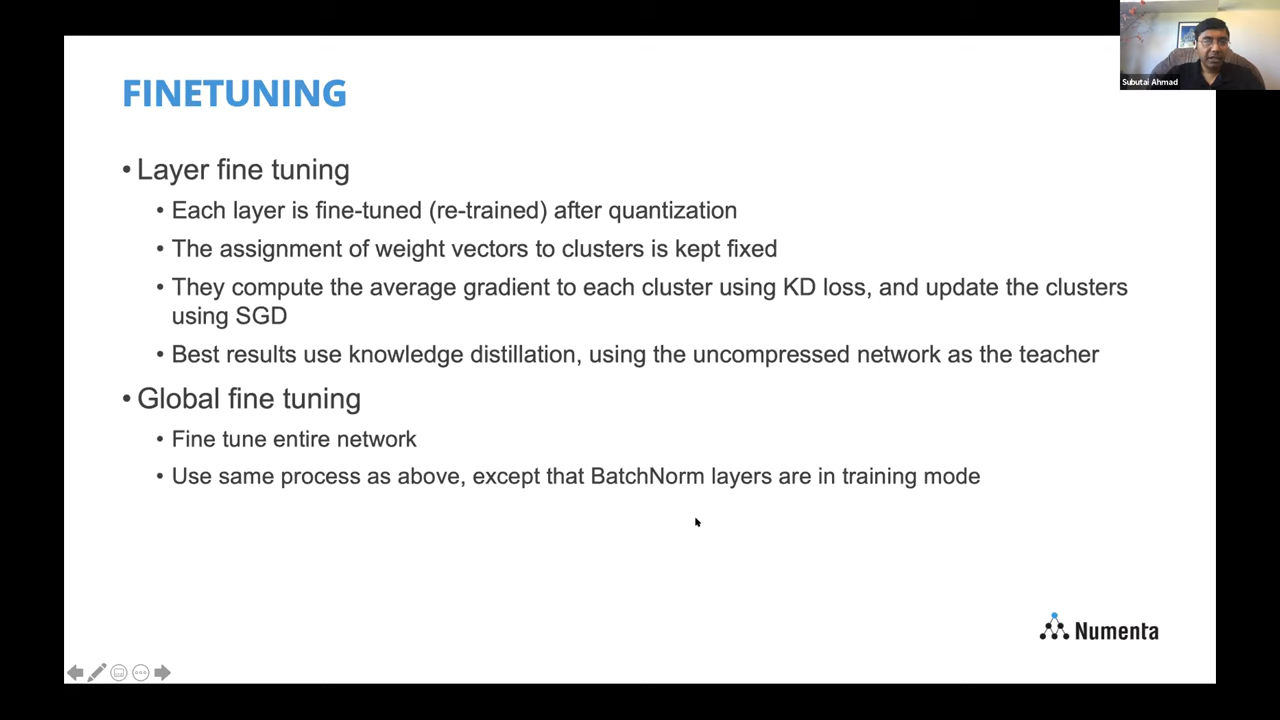 Subutai Ahmad
FINETUNING
• Layer fine tuning
• Each layer is fine-tuned (re-trained) after quantization
• The assignment of weight vectors to clusters is kept fixed
• They compute the average gradient to each cluster using KD loss, and update the clusters
using SGD
• Best results use knowledge distillation, using the uncompressed network as the teacher
• Global fine tuning
• Fine tune entire network
• Use same process as above, except that BatchNorm layers are in training mode
Numenta